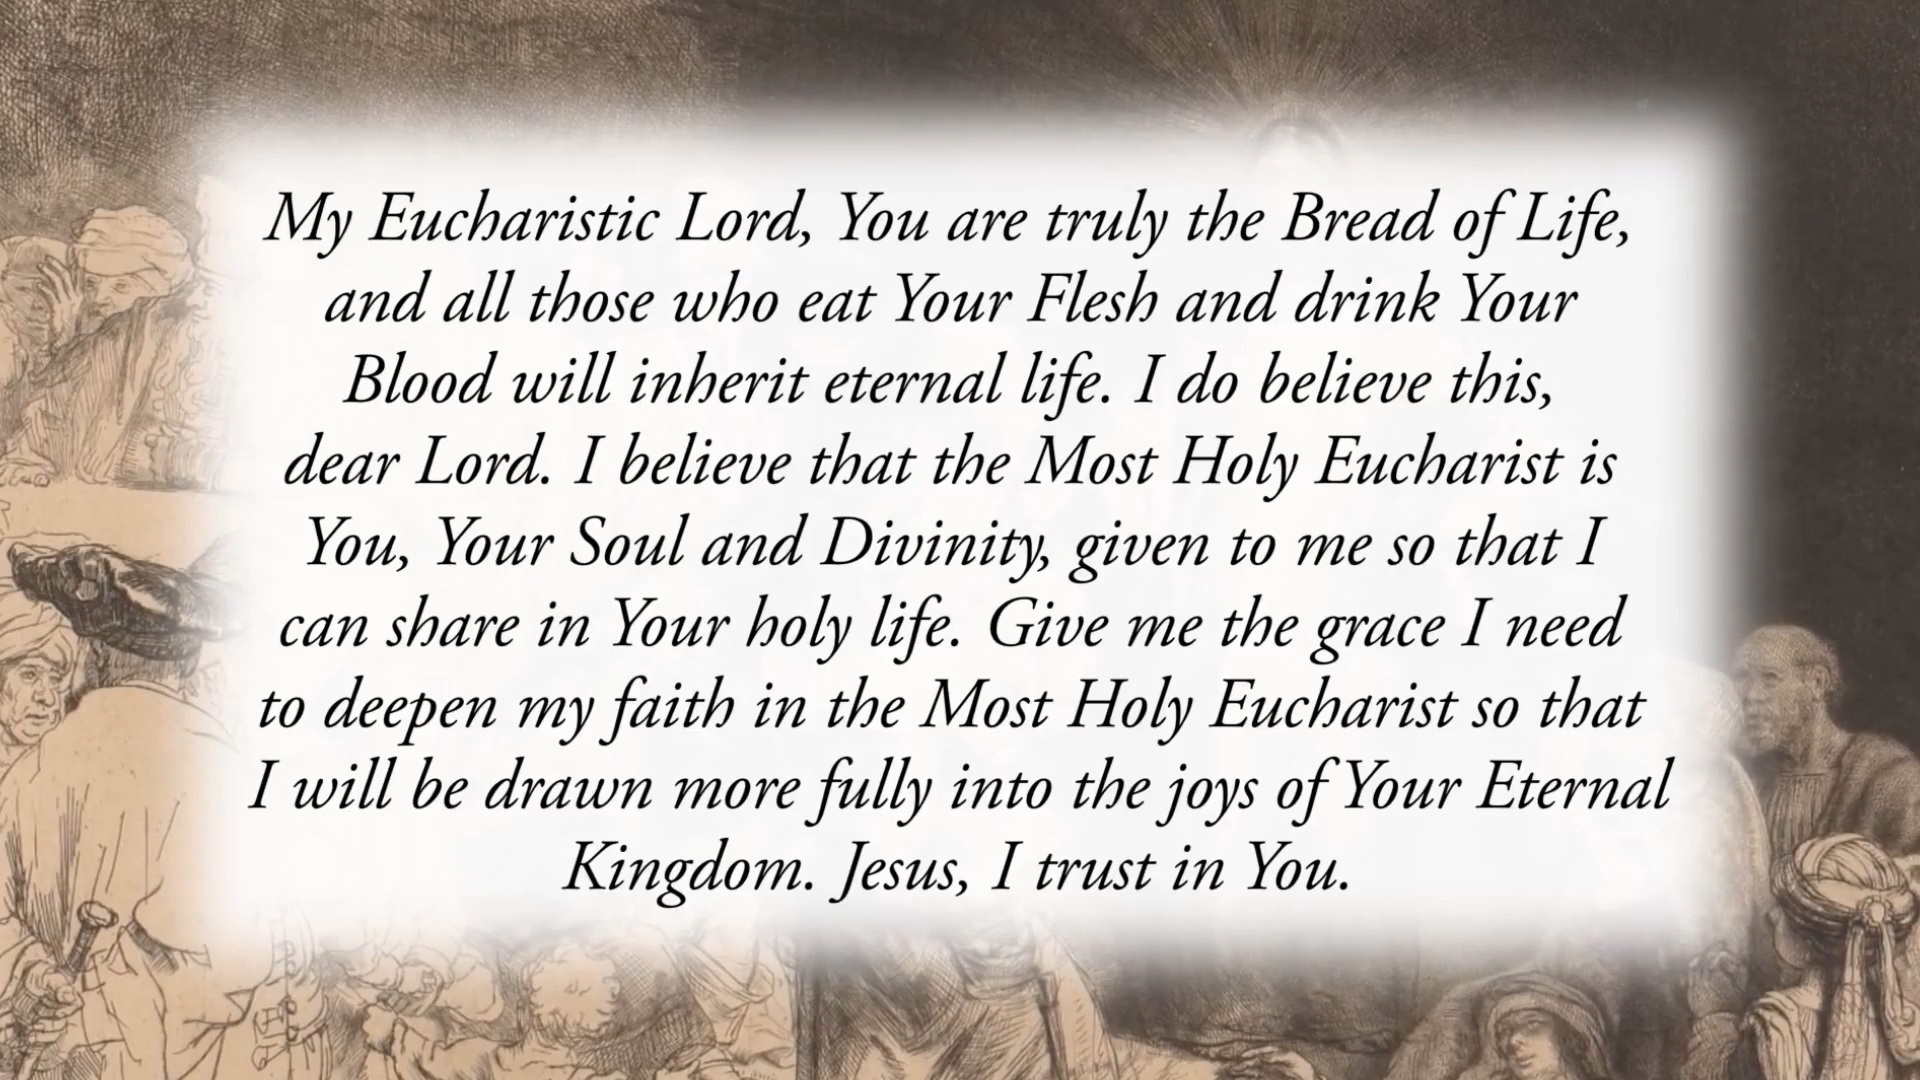 My Eucharistic Lord, You are truly the Bread of Life,
and all those who eat Your Flesh and drink Your
Blood will inherit eternal life. I do believe this,
dear Lord. I believe that the Most Holy Eucharist is
You, Your Soul and Divinity, given to me so that I
can share in Your holy life. Give me the grace I need
to deepen my faith in the Most Holy Eucharist so that
I will be drawn more fully into the joys of Your Eternal
Kingdom. Jesus, I trust in You.